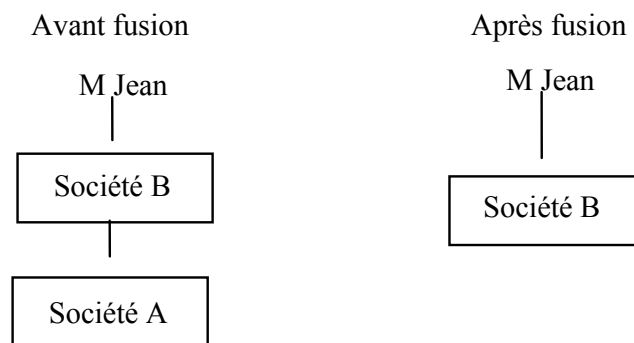 Avant fusion
M Jean
Société B
Société A
Après fusion
M Jean
Société B